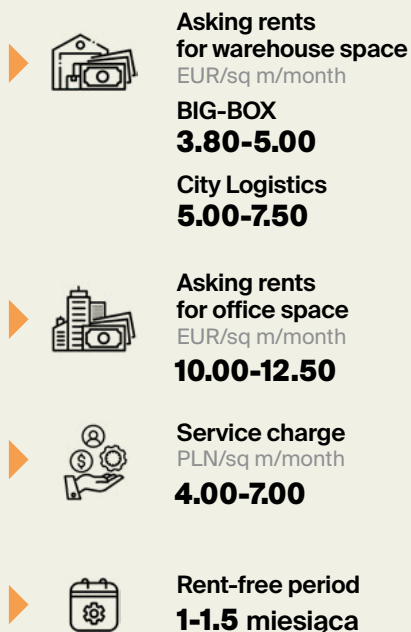 Asking rents
for warehouse space
EUR/sq m/month
BIG-BOX
3.80-5.00
City Logistics
5.00-7.50
Asking rents
for office space
EUR/sq m/month
10.00-12.50
Service charge
PLN/sq m/month
4.00-7.00
Rent-free period
1-1.5 miesiąca